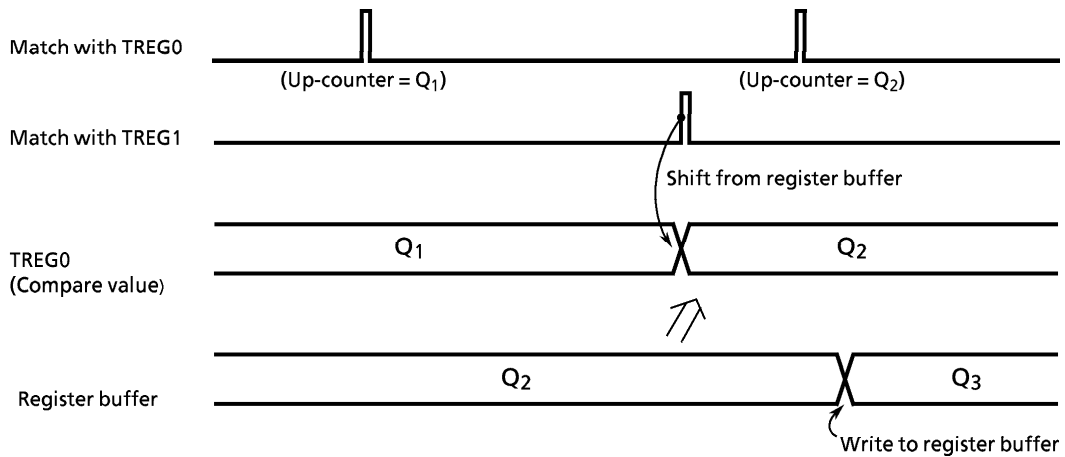 Match with TREG0
(Up-counter = Q₁)
(Up-counter = Q₂)
Match with TREG1
Shift from register buffer
TREG0
(Compare value)
Q₁
Q₂
Register buffer
Q₂
Q₃
Write to register buffer